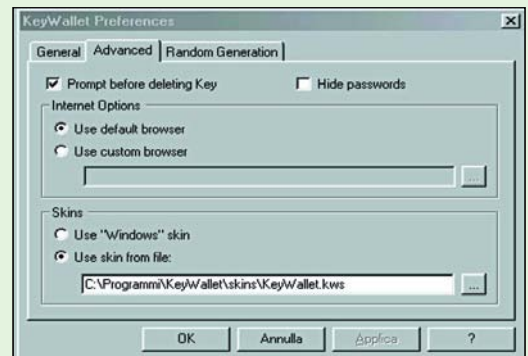 KeyWallet Preferences
General Advanced Random Generation
Prompt before deleting Key Hide passwords
Internet Options
Use default browser
Use custom browser
...
Skins
Use "Windows" skin
Use skin from file:
C:\Programmi\KeyWallet\skins\KeyWallet.kws ...
OK Annulla Applica ?